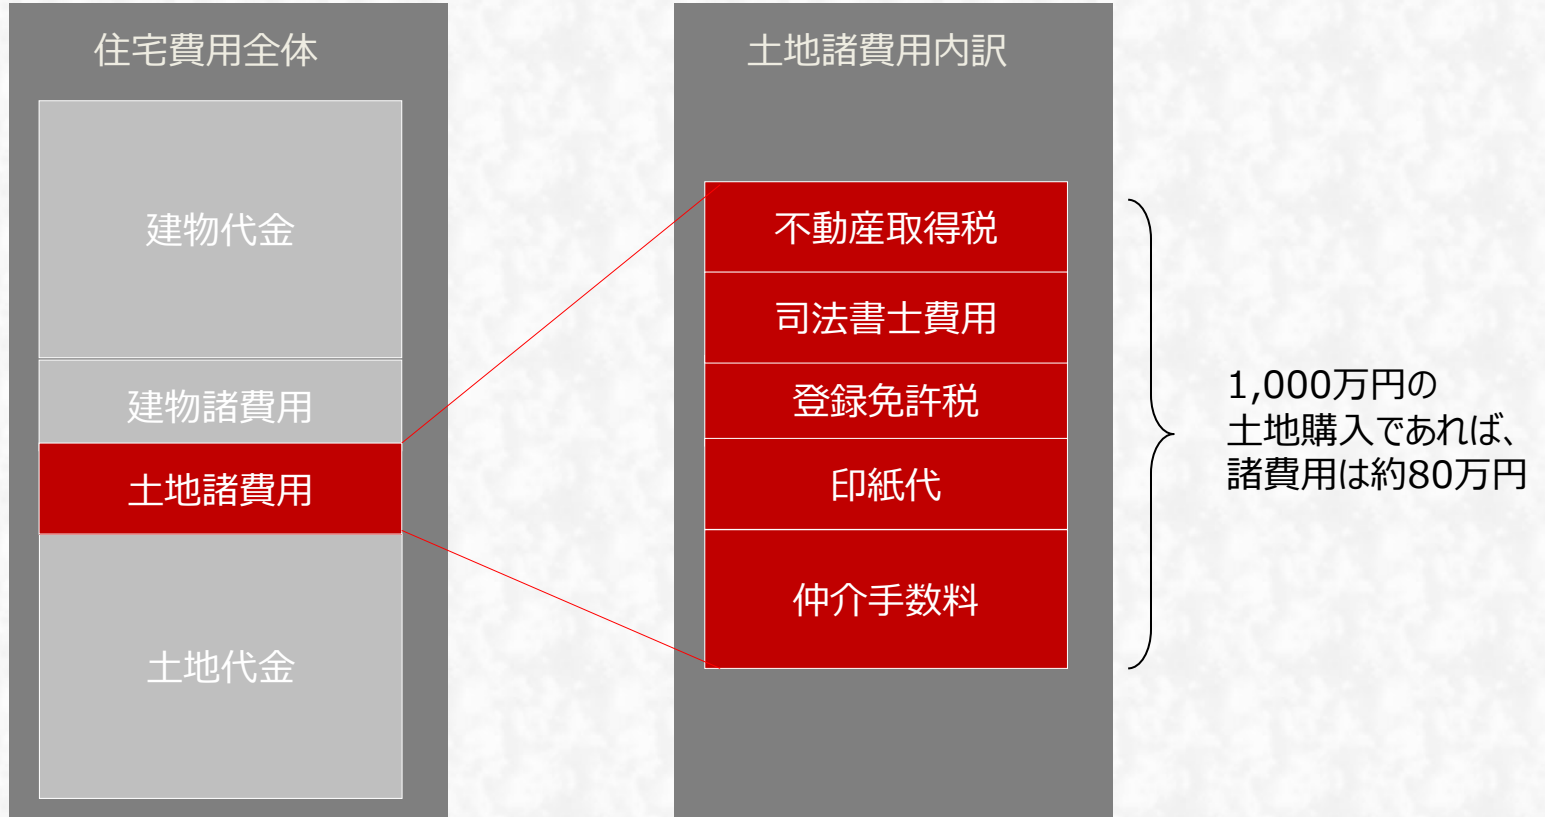 住宅費用全体
建物代金
建物諸費用
土地諸費用
土地代金
土地諸費用内訳
不動産取得税
司法書士費用
登録免許税
印紙代
仲介手数料
1,000万円の
土地購入であれば、
諸費用は約80万円